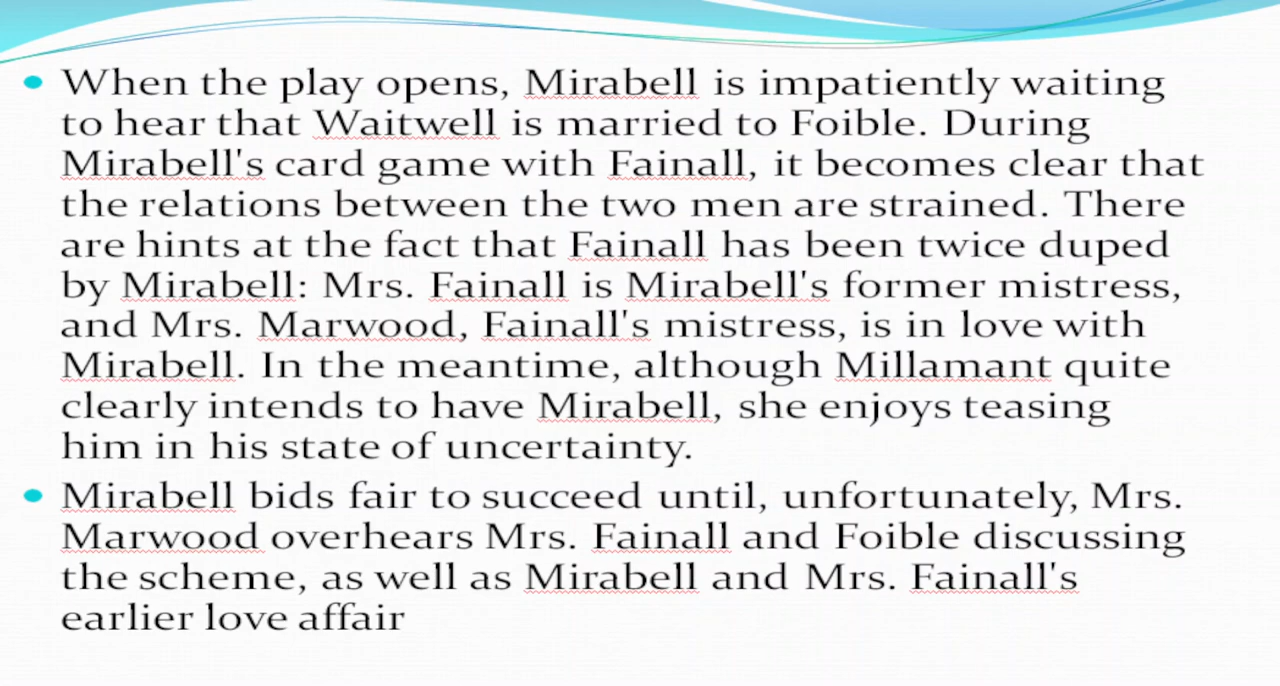 • When the play opens, Mirabell is impatiently waiting
to hear that Waitwell is married to Foible. During
Mirabell's card game with Fainall, it becomes clear that
the relations between the two men are strained. There
are hints at the fact that Fainall has been twice duped
by Mirabell: Mrs. Fainall is Mirabell's former mistress,
and Mrs. Marwood, Fainall's mistress, is in love with
Mirabell. In the meantime, although Millamant quite
clearly intends to have Mirabell, she enjoys teasing
him in his state of uncertainty.
• Mirabell bids fair to succeed until, unfortunately, Mrs.
Marwood overhears Mrs. Fainall and Foible discussing
the scheme, as well as Mirabell and Mrs. Fainall's
earlier love affair